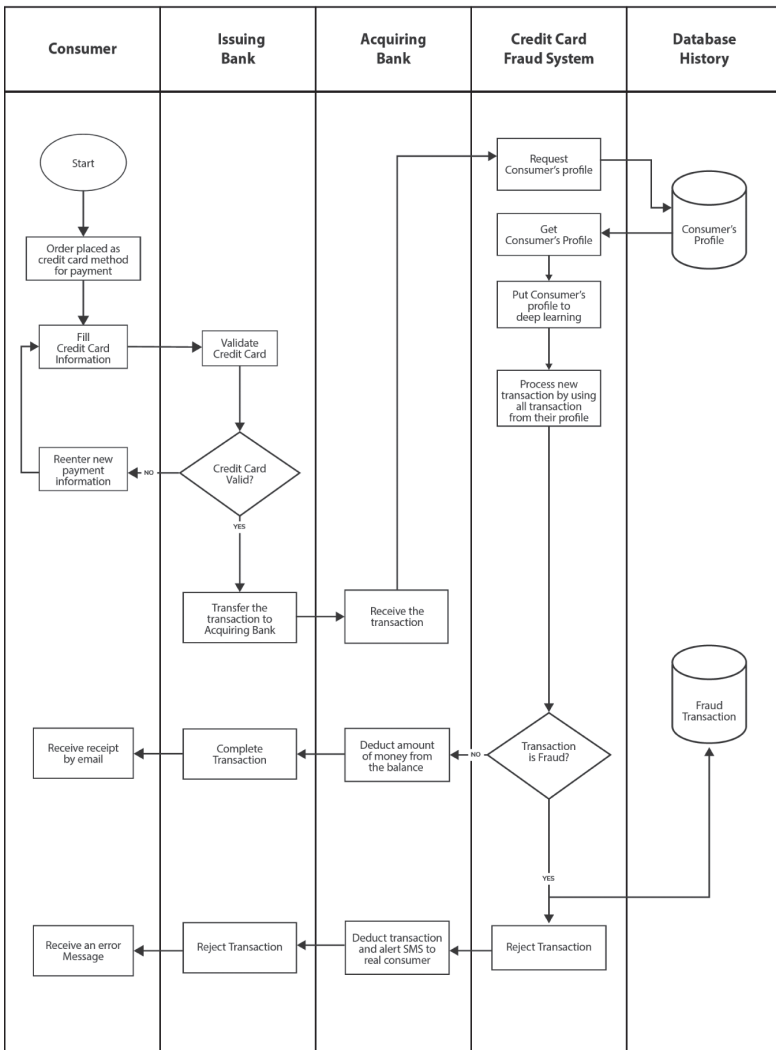 Consumer
Issuing
Bank
Acquiring
Bank
Credit Card
Fraud System
Database
History
Start
Request
Consumer's profile
Order placed as
credit card method
for payment
Get
Consumer's Profile
Consumer's
Profile
Put Consumer's
profile to
deep learning
Fill
Credit Card
Information
Validate
Credit Card
Process new
transaction by using
all transaction
from their profile
Reenter new
payment
information
NO
Credit Card
Valid?
YES
Transfer the
transaction to
Acquiring Bank
Receive the
transaction
Fraud
Transaction
Receive receipt
by email
Complete
Transaction
Deduct amount
of money from
the balance
NO
Transaction
is Fraud?
YES
Receive an error
Message
Reject Transaction
Deduct transaction
and alert SMS to
real consumer
Reject Transaction